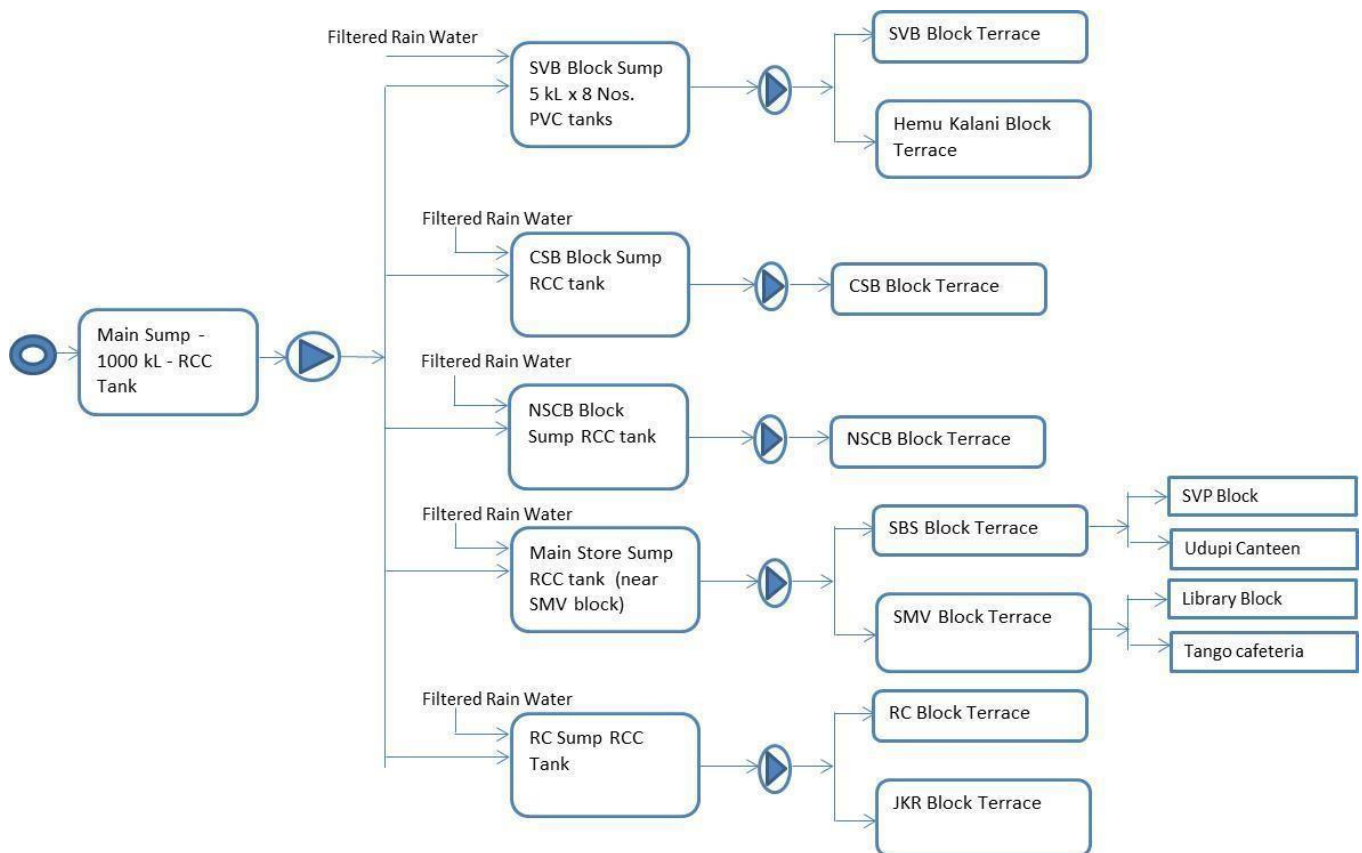 Filtered Rain Water
SVB Block Sump
5 kL x 8 Nos.
PVC tanks
SVB Block Terrace
Hemu Kalani Block
Terrace
Filtered Rain Water
CSB Block Sump
RCC tank
CSB Block Terrace
Main Sump -
1000 kL - RCC
Tank
Filtered Rain Water
NSCB Block
Sump RCC tank
NSCB Block Terrace
Filtered Rain Water
Main Store Sump
RCC tank (near
SMV block)
SBS Block Terrace
SVP Block
Udupi Canteen
SMV Block Terrace
Library Block
Tango cafeteria
Filtered Rain Water
RC Sump RCC
Tank
RC Block Terrace
JKR Block Terrace